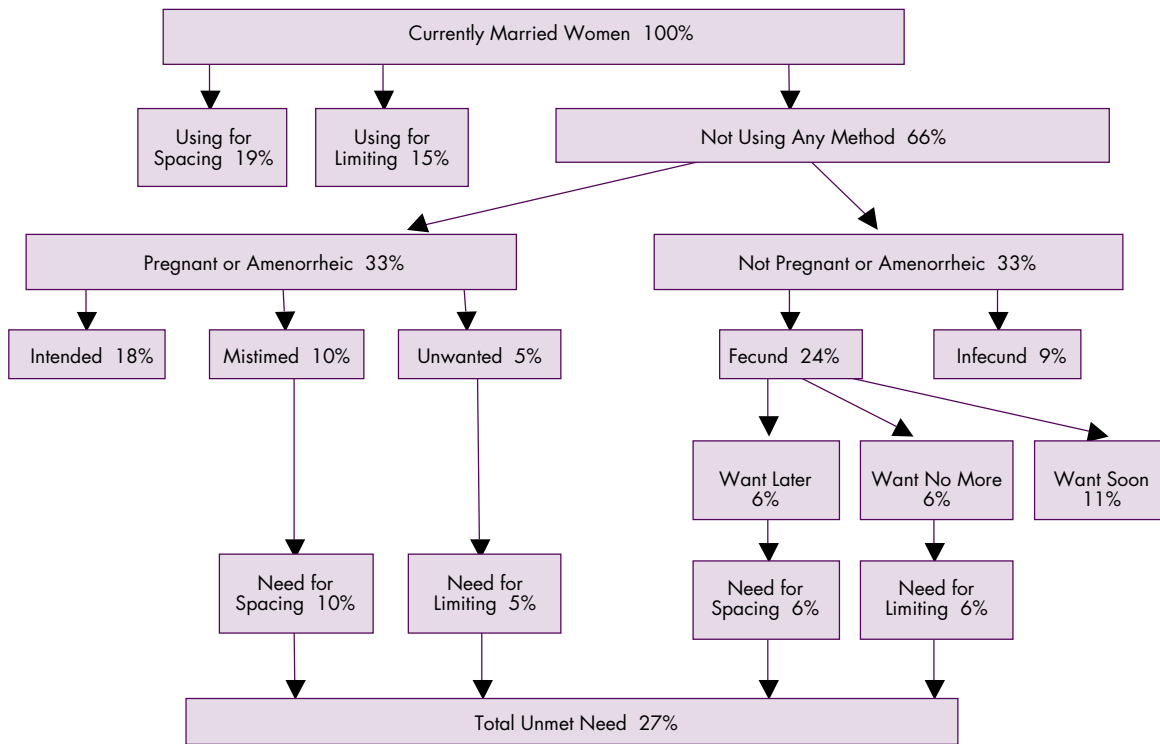 Currently Married Women 100%
Using for
Spacing 19%
Using for
Limiting 15%
Not Using Any Method 66%
Pregnant or Amenorrheic 33%
Not Pregnant or Amenorrheic 33%
Intended 18%
Mistimed 10%
Unwanted 5%
Fecund 24%
Infecund 9%
Want Later
6%
Want No More
6%
Want Soon
11%
Need for
Spacing 10%
Need for
Limiting 5%
Need for
Spacing 6%
Need for
Limiting 6%
Total Unmet Need 27%